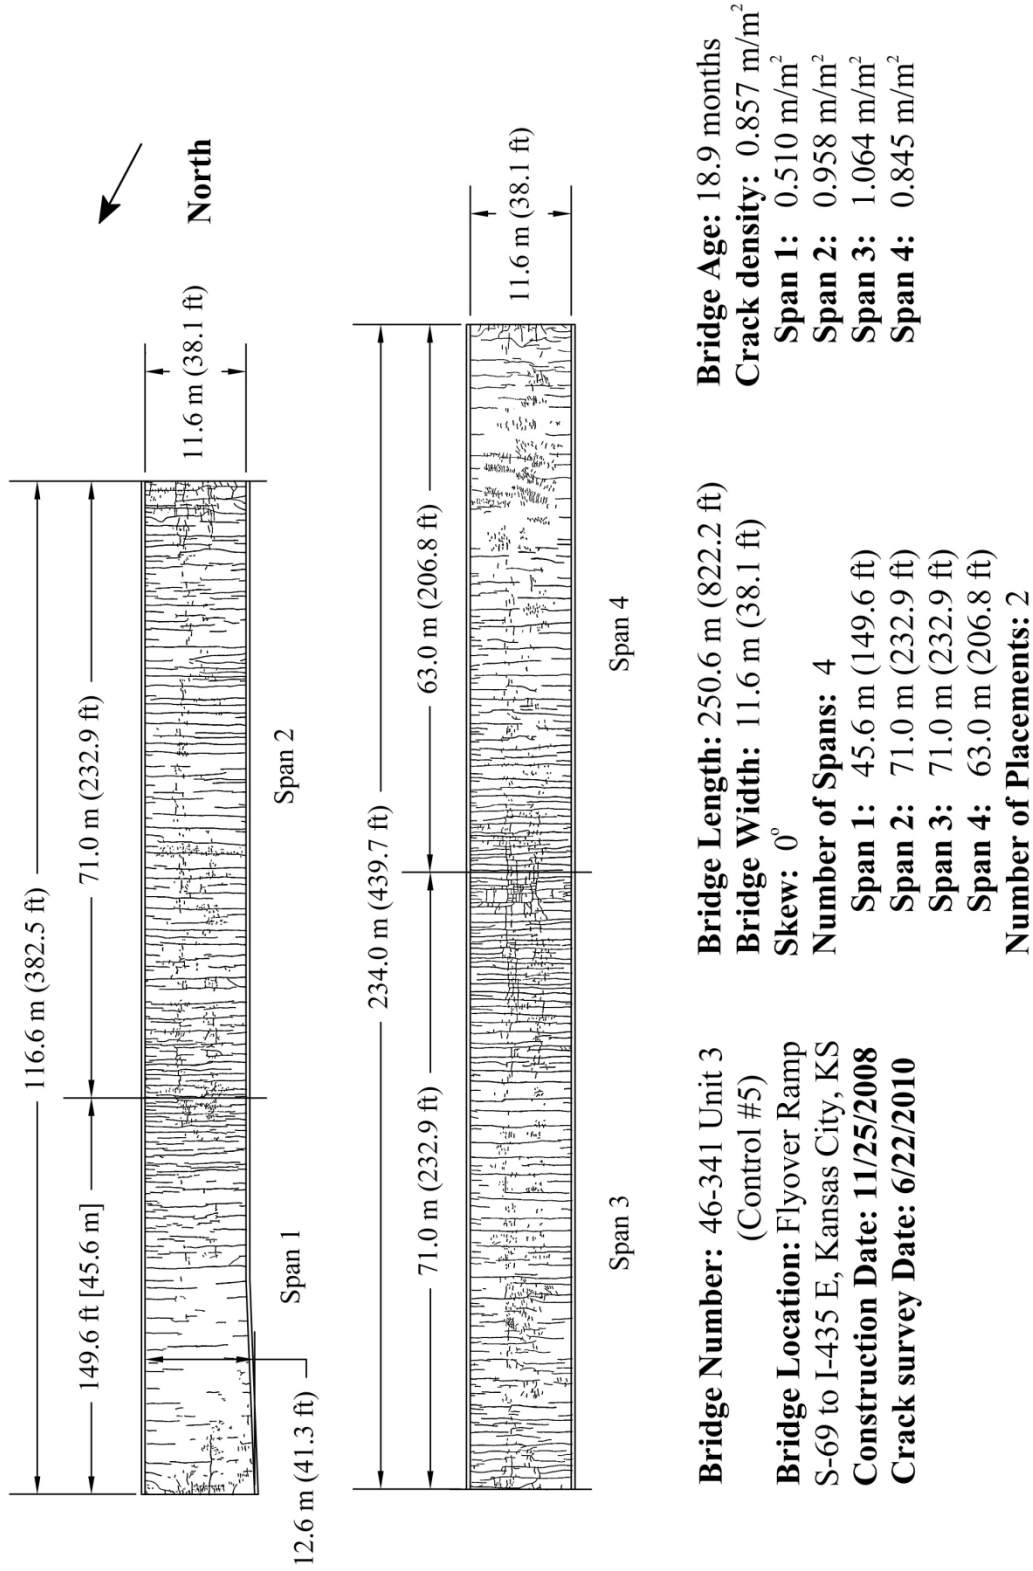 116.6 m (382.5 ft)
149.6 ft [45.6 m]
71.0 m (232.9 ft)
11.6 m (38.1 ft)
North
12.6 m (41.3 ft)
Span 1
Span 2
234.0 m (439.7 ft)
71.0 m (232.9 ft)
63.0 m (206.8 ft)
11.6 m (38.1 ft)
Span 3
Span 4
Bridge Number: 46-341 Unit 3
(Control #5)
Bridge Location: Flyover Ramp
S-69 to I-435 E, Kansas City, KS
Construction Date: 11/25/2008
Crack survey Date: 6/22/2010
Bridge Length: 250.6 m (822.2 ft)
Bridge Width: 11.6 m (38.1 ft)
Skew: 0°
Number of Spans: 4
Span 1: 45.6 m (149.6 ft)
Span 2: 71.0 m (232.9 ft)
Span 3: 71.0 m (232.9 ft)
Span 4: 63.0 m (206.8 ft)
Number of Placements: 2
Bridge Age: 18.9 months
Crack density: 0.857 m/m²
Span 1: 0.510 m/m²
Span 2: 0.958 m/m²
Span 3: 1.064 m/m²
Span 4: 0.845 m/m²